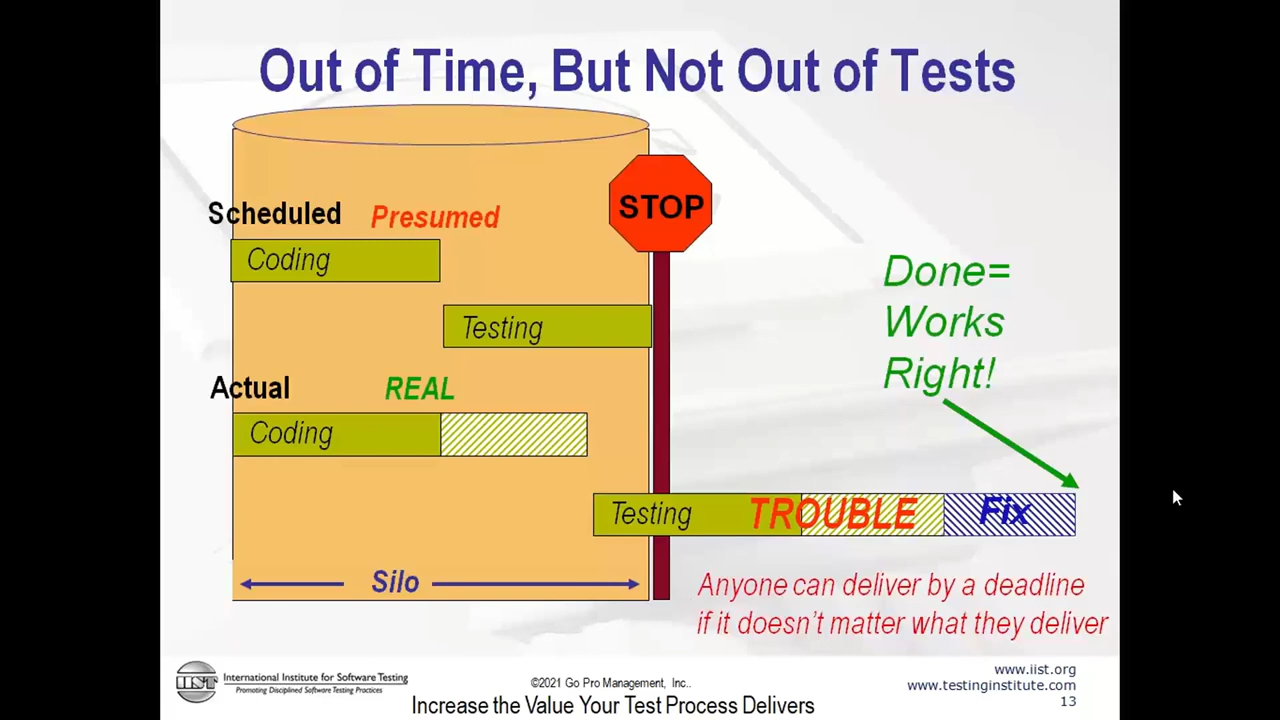 Out of Time, But Not Out of Tests
Scheduled Presumed
STOP
Coding
Testing
Done=
Works
Right!
Actual REAL
Coding
Testing TROUBLE Fix
Silo
Anyone can deliver by a deadline
if it doesn't matter what they deliver
IIST
International Institute for Software Testing
Promoting Disciplined Software Testing Practices
©2021 Go Pro Management, Inc..
Increase the Value Your Test Process Delivers
www.iist.org
www.testinginstitute.com
13